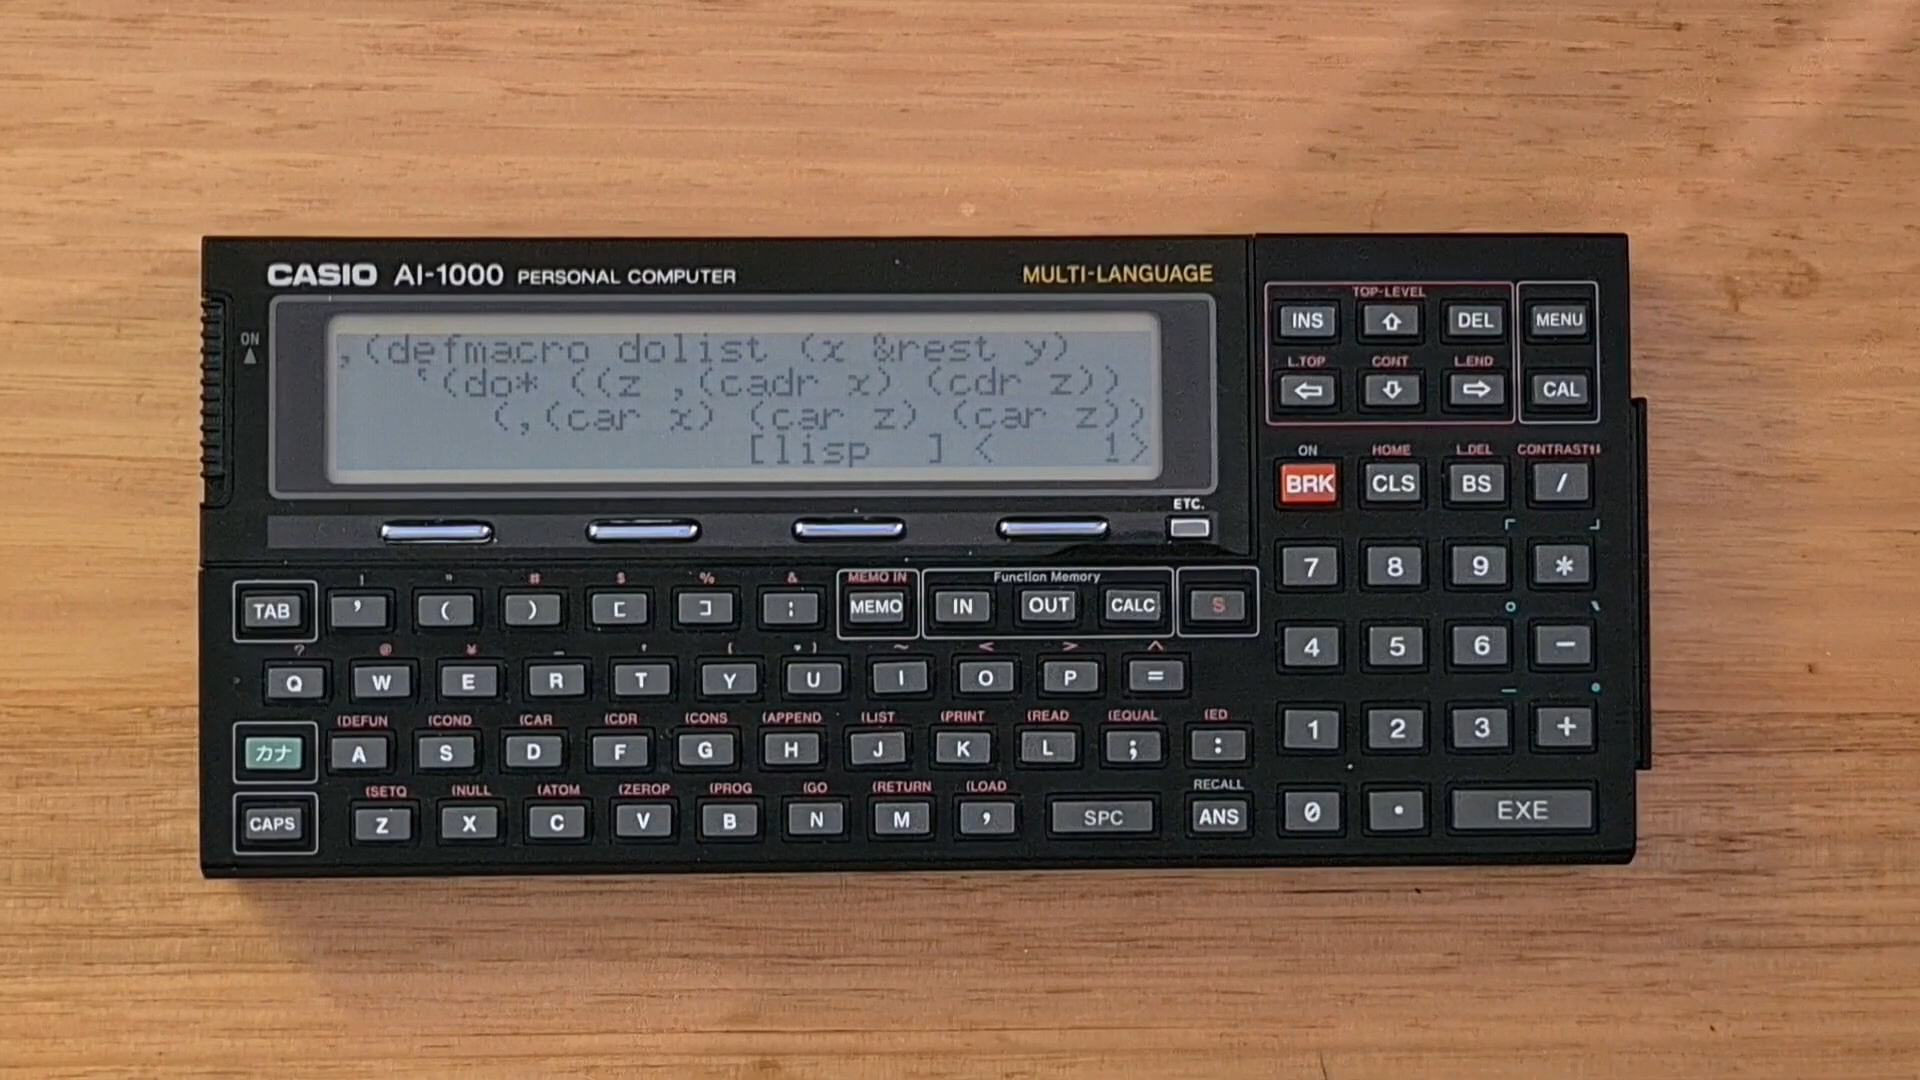 CASIO AI-1000 PERSONAL COMPUTER MULTI-LANGUAGE
ON
,(defmacro dolist (x &rest y)
`(do* ((z ,(cadr x) (cdr z))
(,(car x) (car z) (car z))
[lisp ] < 1>
ETC.
TOP-LEVEL
INS ⇧ DEL MENU
L.TOP CONT L.END
⇦ ⇩ ⇨ CAL
ON HOME L.DEL CONTRAST⇅
BRK CLS BS /
「 」
7 8 9 *
° 、
4 5 6 −
_ •
1 2 3 +
0 • EXE
! " # $ % & MEMO IN Function Memory
TAB ' ( ) [ ] | MEMO IN OUT CALC S
? @ ¥ _ ' { } ~ < > ^
Q W E R T Y U I O P =
(DEFUN (COND (CAR (CDR (CONS (APPEND (LIST (PRINT (READ (EQUAL (ED
カナ A S D F G H J K L ; :
(SETQ (NULL (ATOM (ZEROP (PROG (GO (RETURN (LOAD RECALL
CAPS Z X C V B N M , SPC ANS